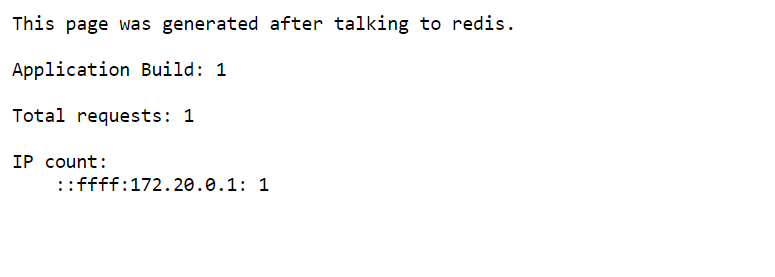 This page was generated after talking to redis.
Application Build: 1
Total requests: 1
IP count:
::ffff:172.20.0.1: 1